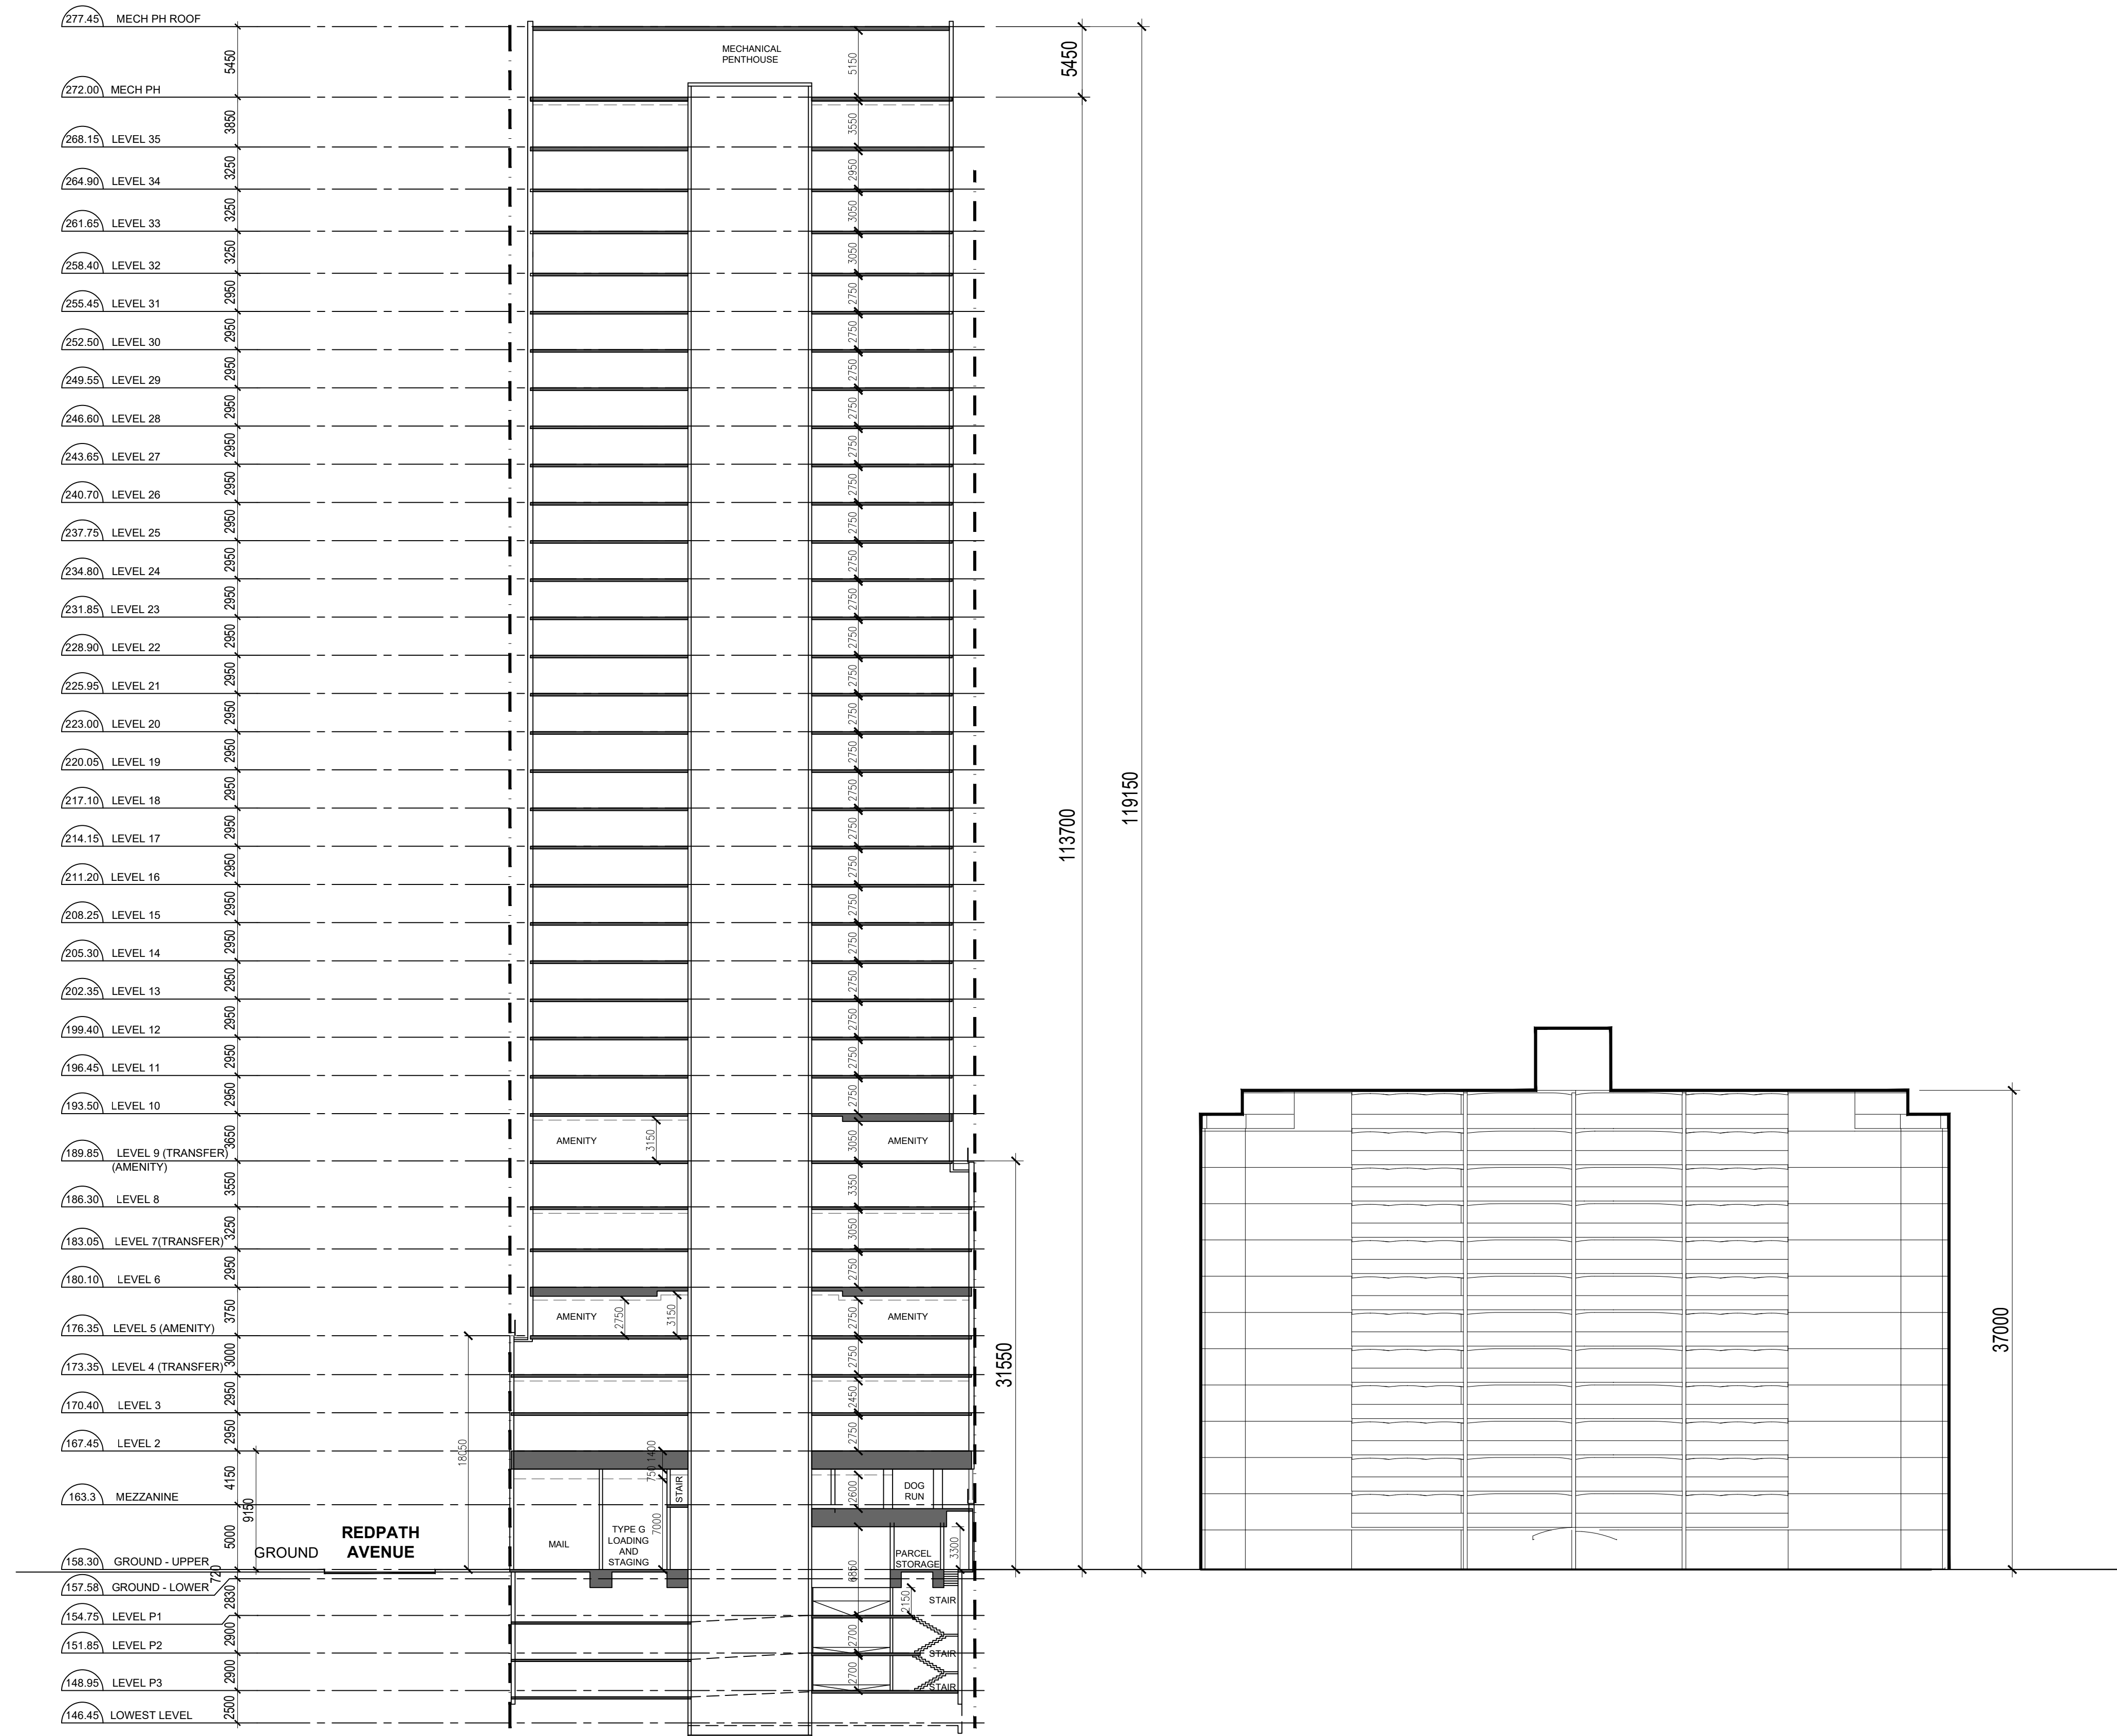 277.45 MECH PH ROOF
5450
MECHANICAL
PENTHOUSE
5150
5450
272.00 MECH PH
3850
3550
268.15 LEVEL 35
3250
2950
264.90 LEVEL 34
3250
3050
261.65 LEVEL 33
3250
3050
258.40 LEVEL 32
2950
2750
255.45 LEVEL 31
2950
2750
252.50 LEVEL 30
2950
2750
249.55 LEVEL 29
2950
2750
246.60 LEVEL 28
2950
2750
243.65 LEVEL 27
2950
2750
240.70 LEVEL 26
2950
2750
237.75 LEVEL 25
2950
2750
234.80 LEVEL 24
2950
2750
231.85 LEVEL 23
2950
2750
228.90 LEVEL 22
2950
2750
225.95 LEVEL 21
2950
2750
223.00 LEVEL 20
2950
2750
220.05 LEVEL 19
2950
2750
217.10 LEVEL 18
2950
2750
214.15 LEVEL 17
2950
2750
211.20 LEVEL 16
2950
2750
208.25 LEVEL 15
2950
2750
205.30 LEVEL 14
2950
2750
202.35 LEVEL 13
2950
2750
199.40 LEVEL 12
2950
2750
196.45 LEVEL 11
2950
2750
193.50 LEVEL 10
113700
119150
3650
AMENITY
3150
3050
AMENITY
189.85 LEVEL 9 (TRANSFER)
(AMENITY)
3550
3350
186.30 LEVEL 8
3250
3050
183.05 LEVEL 7(TRANSFER)
2950
2750
180.10 LEVEL 6
3750
AMENITY
2750
3150
2750
AMENITY
176.35 LEVEL 5 (AMENITY)
3000
2750
173.35 LEVEL 4 (TRANSFER)
2950
2450
170.40 LEVEL 3
2950
2750
167.45 LEVEL 2
31550
37000
18050
4150
9150
1400
750
STAIR
2600
DOG
RUN
163.3 MEZZANINE
5000
GROUND
REDPATH
AVENUE
MAIL
TYPE G
LOADING
AND
STAGING
7000
6850
PARCEL
STORAGE
3300
158.30 GROUND - UPPER
720
157.58 GROUND - LOWER
2830
2150
STAIR
154.75 LEVEL P1
2900
2700
151.85 LEVEL P2
STAIR
2900
2700
148.95 LEVEL P3
STAIR
2500
146.45 LOWEST LEVEL